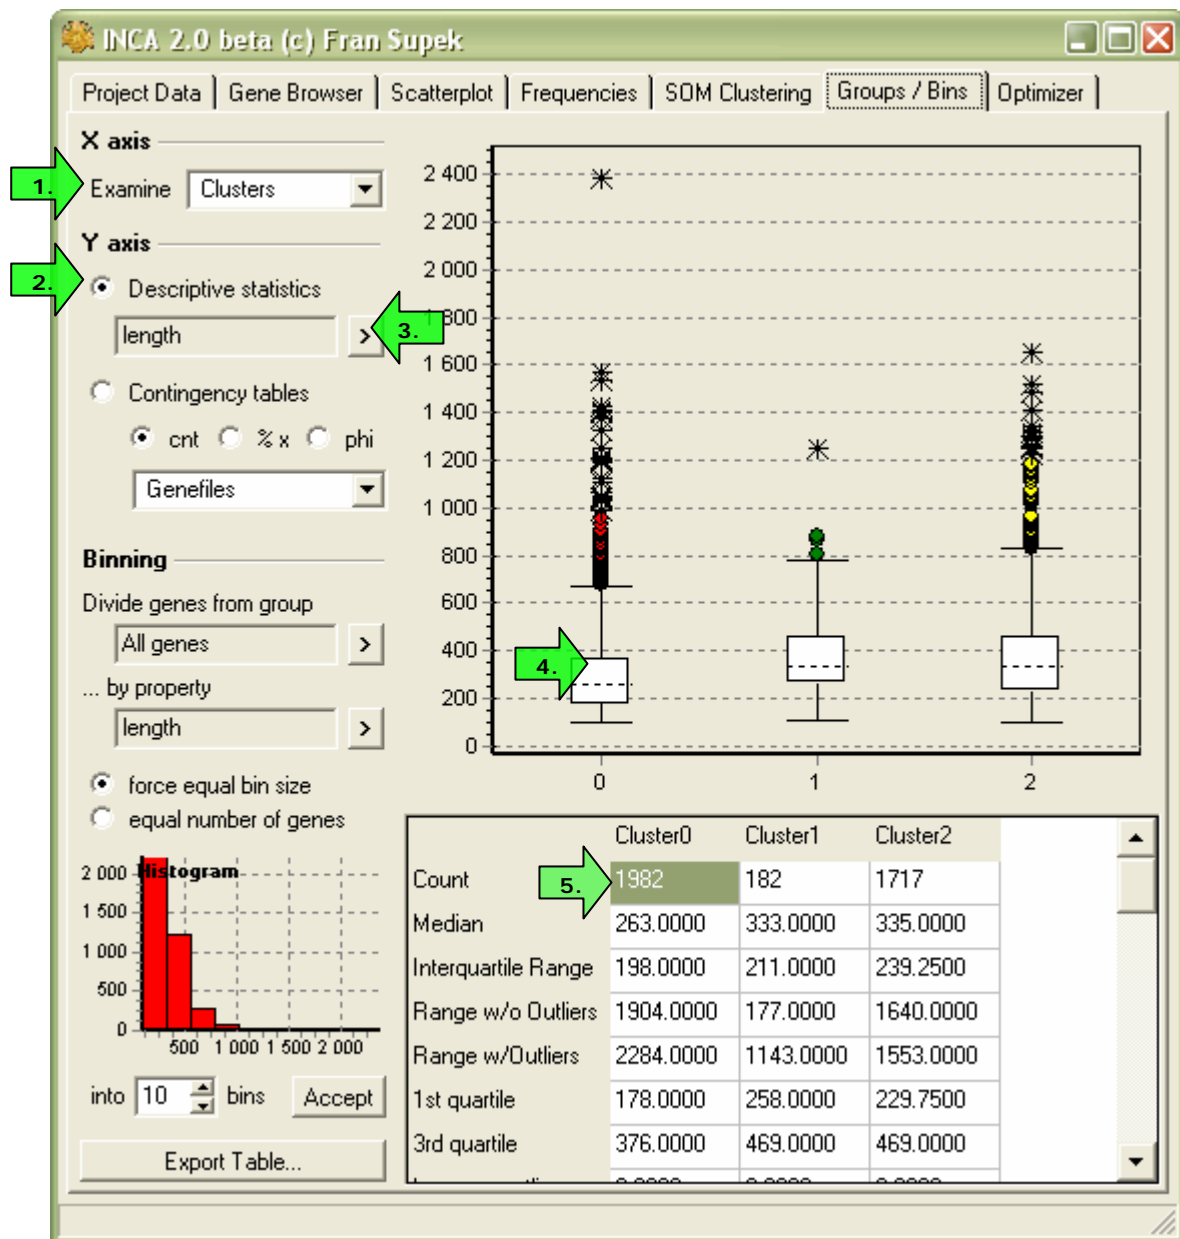 INCA 2.0 beta (c) Fran Supek
Project Data Gene Browser Scatterplot Frequencies SOM Clustering Groups / Bins Optimizer
X axis
1. Examine Clusters
Y axis
2. Descriptive statistics
length > 3.
Contingency tables
cnt % x phi
Genefiles
Binning
Divide genes from group
All genes >
... by property
length >
force equal bin size
equal number of genes
Histogram
2 000
1 500
1 000
500
0
500 1 000 1 500 2 000
into 10 bins Accept
Export Table...
2 400
2 200
2 000
800
1 600
1 400
1 200
1 000
800
600
400
200
0
4.
0 1 2
Cluster0 Cluster1 Cluster2
Count 5. 1982 182 1717
Median 263.0000 333.0000 335.0000
Interquartile Range 198.0000 211.0000 239.2500
Range w/o Outliers 1904.0000 177.0000 1640.0000
Range w/Outliers 2284.0000 1143.0000 1553.0000
1st quartile 178.0000 258.0000 229.7500
3rd quartile 376.0000 469.0000 469.0000